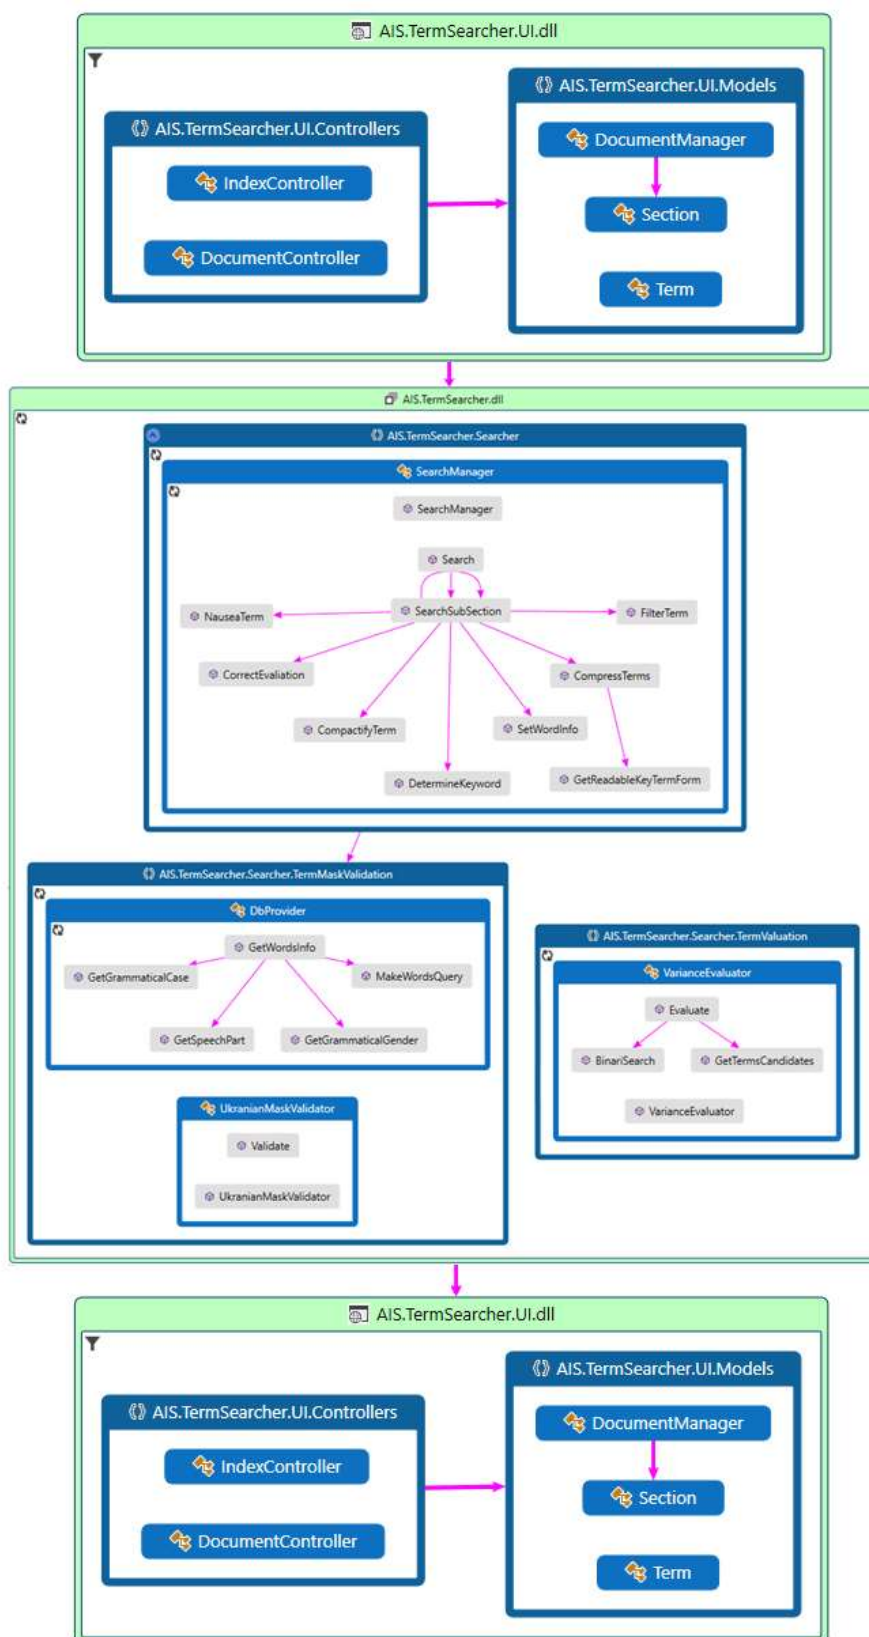 AIS.TermSearcher.UI.dll
AIS.TermSearcher.UI.Models
AIS.TermSearcher.UI.Controllers
DocumentManager
IndexController
Section
DocumentController
Term
AIS.TermSearcher.dll
AIS.TermSearcher.Searcher
SearchManager
SearchManager
Search
SearchSubSection
NauseaTerm
FilterTerm
CorrectEvaliation
CompressTerms
CompactifyTerm
SetWordInfo
DetermineKeyword
GetReadableKeyTermForm
AIS.TermSearcher.Searcher.TermMaskValidation
DbProvider
GetWordsInfo
GetGrammaticalCase
MakeWordsQuery
GetSpeechPart
GetGrammaticalGender
UkranianMaskValidator
Validate
UkranianMaskValidator
AIS.TermSearcher.Searcher.TermValuation
VarianceEvaluator
Evaluate
BinariSearch
GetTermsCandidates
VarianceEvaluator
AIS.TermSearcher.UI.dll
AIS.TermSearcher.UI.Models
AIS.TermSearcher.UI.Controllers
DocumentManager
IndexController
Section
DocumentController
Term